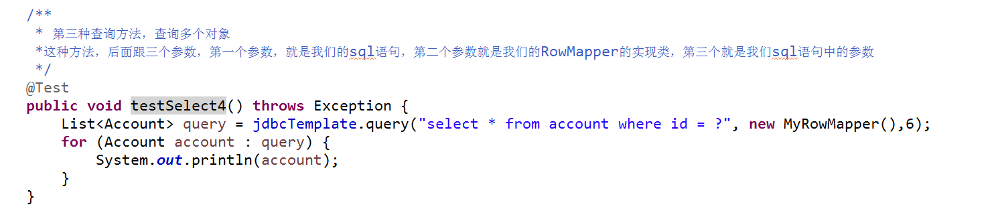 /**
 * 第三种查询方法，查询多个对象
 *这种方法，后面跟三个参数，第一个参数，就是我们的sql语句，第二个参数就是我们的RowMapper的实现类，第三个就是我们sql语句中的参数
 */
@Test
public void testSelect4() throws Exception {
    List<Account> query = jdbcTemplate.query("select * from account where id = ?", new MyRowMapper(),6);
    for (Account account : query) {
        System.out.println(account);
    }
}